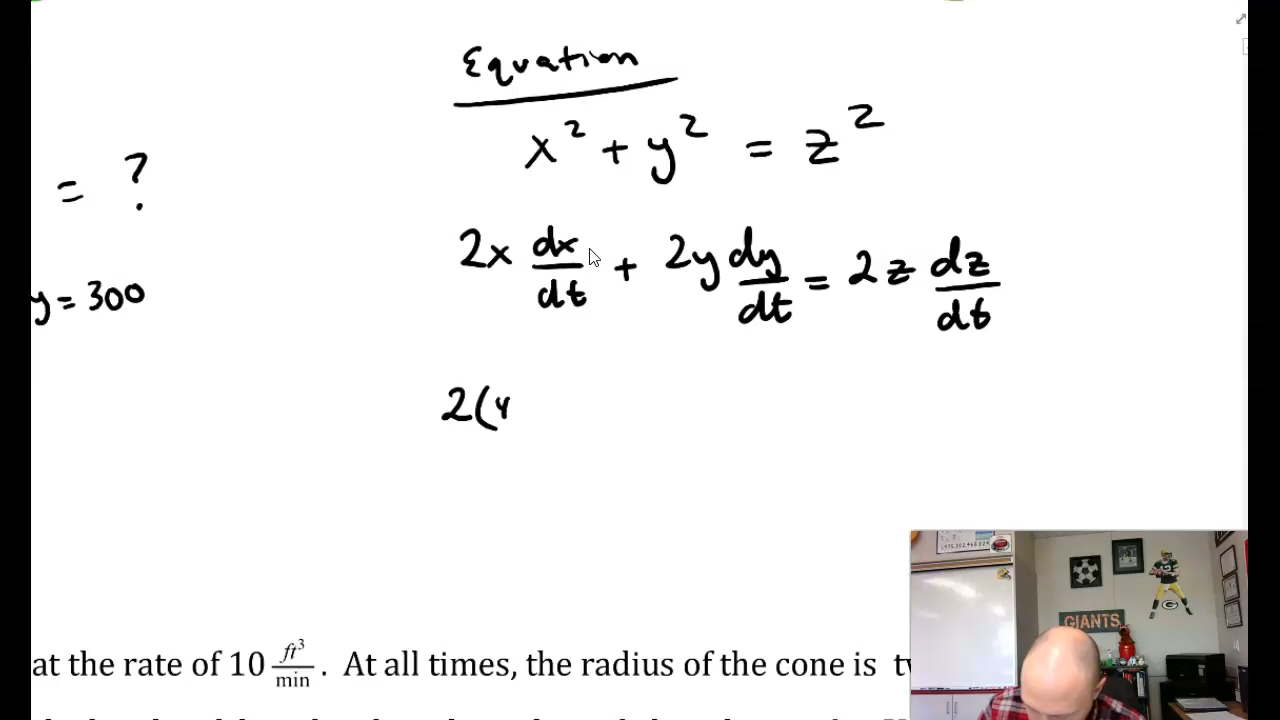 Equation
x² + y² = z²
= ?
2x dx/dt + 2y dy/dt = 2z dz/dt
y = 300
2(4
GIANTS
at the rate of 10 ft³/min. At all times, the radius of the cone is